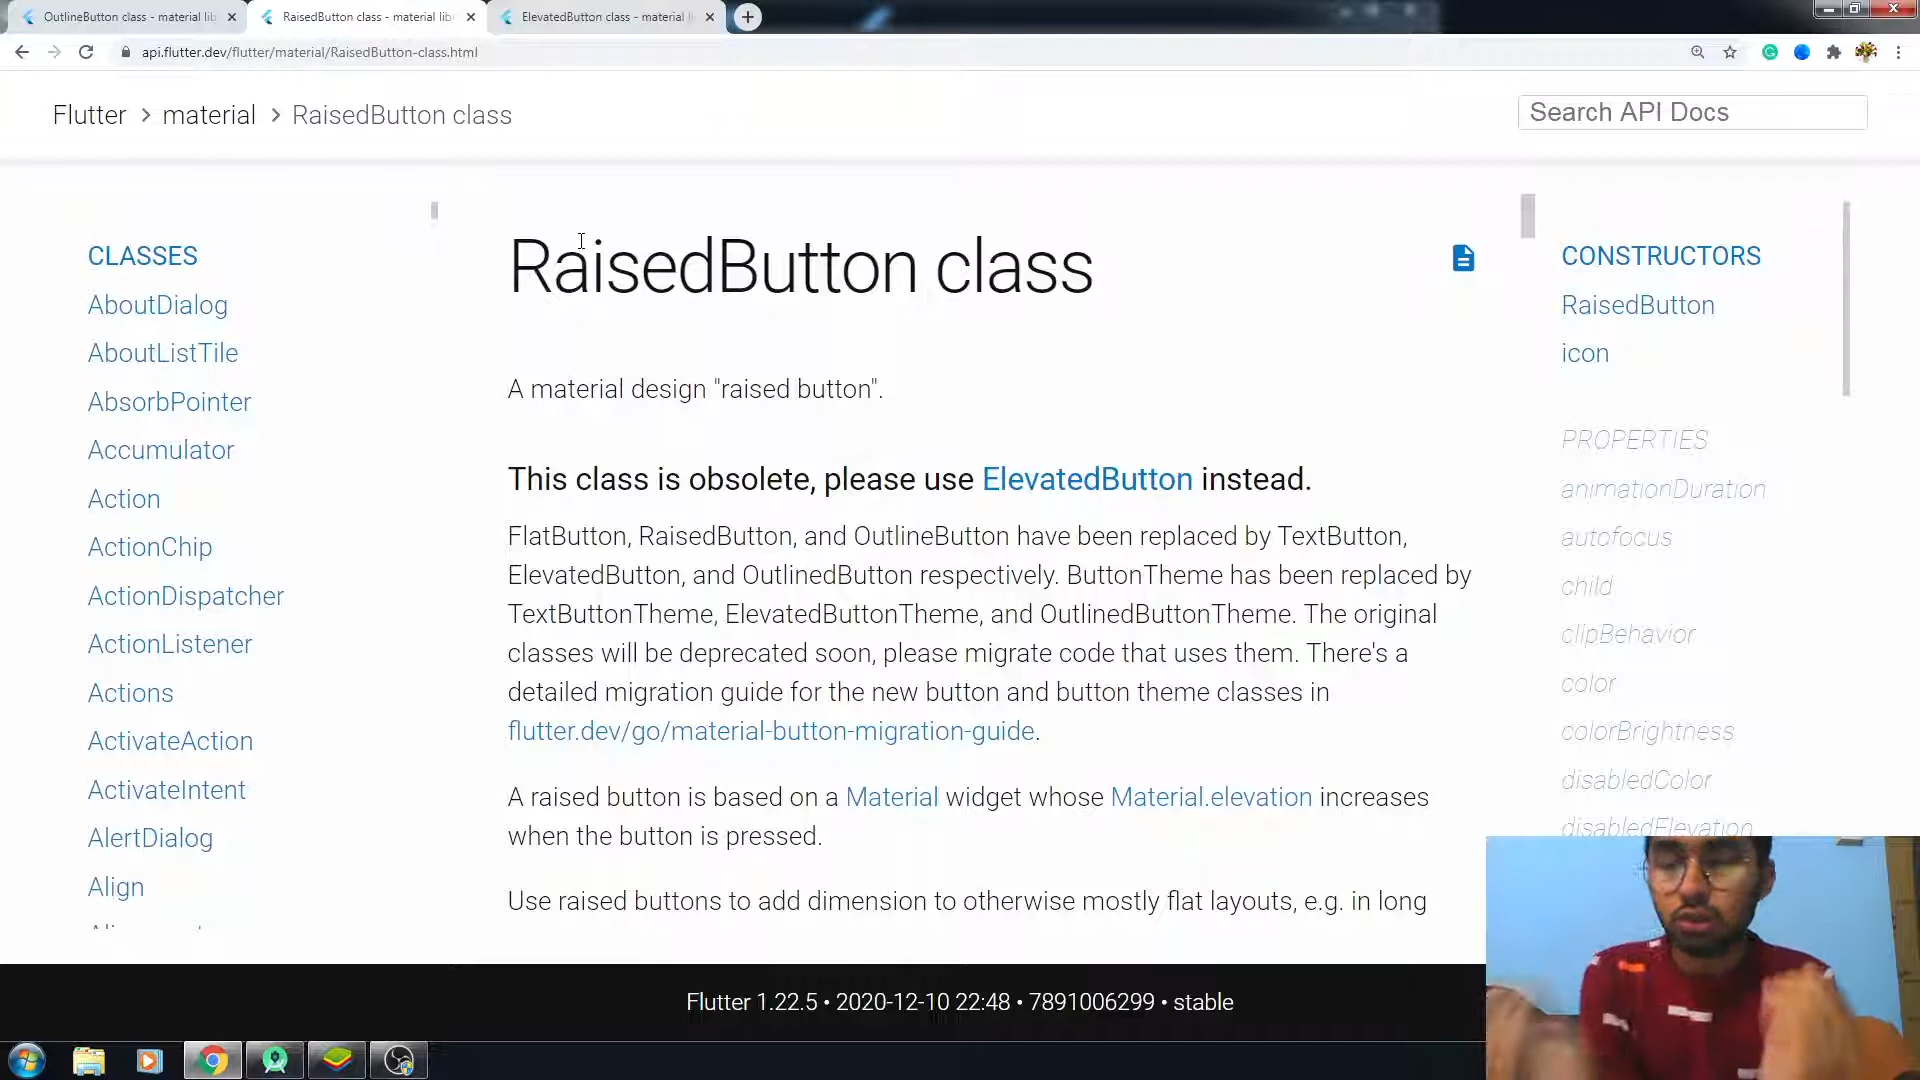 OutlineButton class - material lib
RaisedButton class - material libr
ElevatedButton class - material li
api.flutter.dev/flutter/material/RaisedButton-class.html
Flutter > material > RaisedButton class
Search API Docs
CLASSES
AboutDialog
AboutListTile
AbsorbPointer
Accumulator
Action
ActionChip
ActionDispatcher
ActionListener
Actions
ActivateAction
ActivateIntent
AlertDialog
Align
RaisedButton class
A material design "raised button".
This class is obsolete, please use ElevatedButton instead.
FlatButton, RaisedButton, and OutlineButton have been replaced by TextButton,
ElevatedButton, and OutlinedButton respectively. ButtonTheme has been replaced by
TextButtonTheme, ElevatedButtonTheme, and OutlinedButtonTheme. The original
classes will be deprecated soon, please migrate code that uses them. There's a
detailed migration guide for the new button and button theme classes in
flutter.dev/go/material-button-migration-guide.
A raised button is based on a Material widget whose Material.elevation increases
when the button is pressed.
Use raised buttons to add dimension to otherwise mostly flat layouts, e.g. in long
CONSTRUCTORS
RaisedButton
icon
PROPERTIES
animationDuration
autofocus
child
clipBehavior
color
colorBrightness
disabledColor
disabledElevation
Flutter 1.22.5 • 2020-12-10 22:48 • 7891006299 • stable